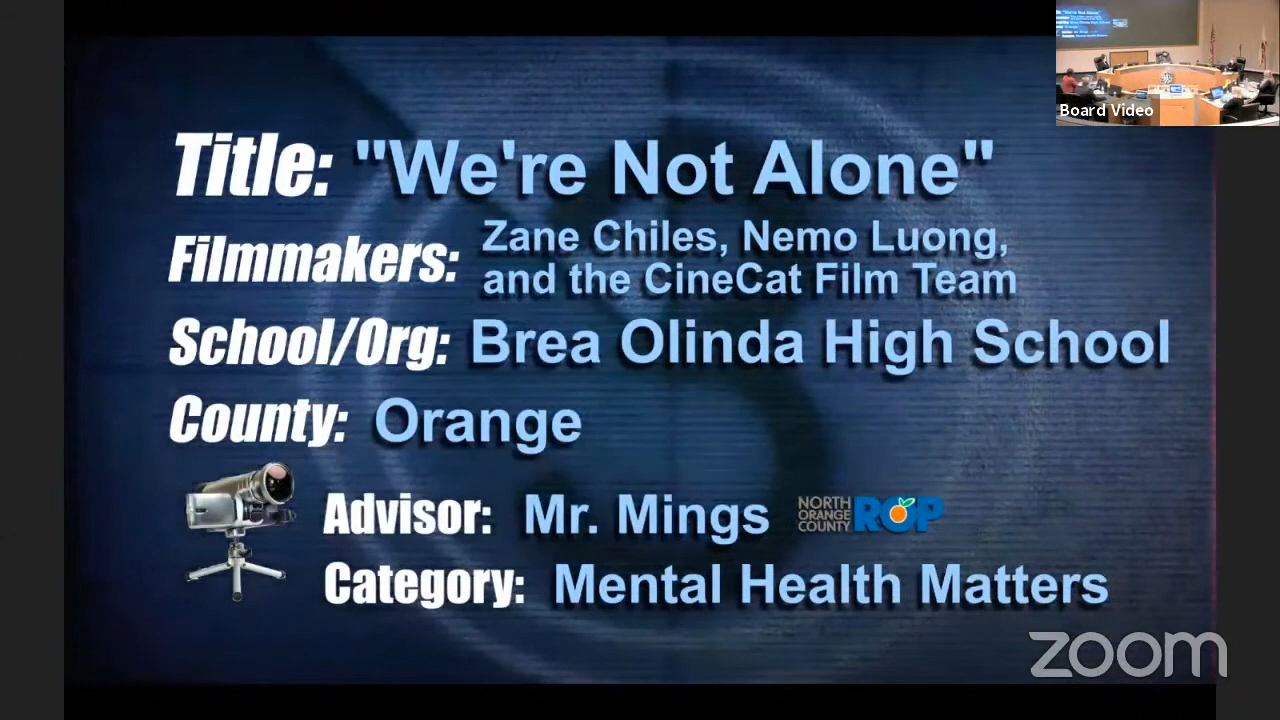 Board Video
Title: "We're Not Alone"
Filmmakers: Zane Chiles, Nemo Luong,
and the CineCat Film Team
School/Org: Brea Olinda High School
County: Orange
Advisor: Mr. Mings
NORTH
ORANGE
COUNTY
ROP
Category: Mental Health Matters
zoom